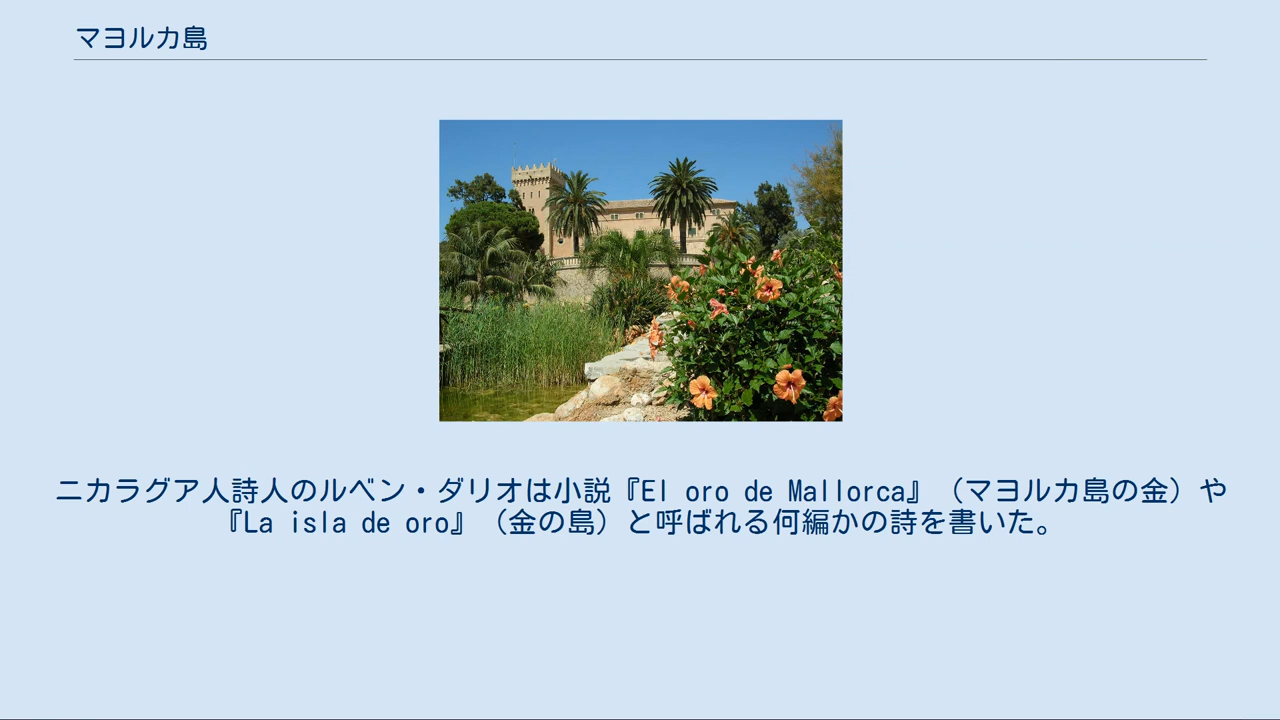 マヨルカ島
ニカラグア人詩人のルベン・ダリオは小説『El oro de Mallorca』（マヨルカ島の金）や
『La isla de oro』（金の島）と呼ばれる何編かの詩を書いた。